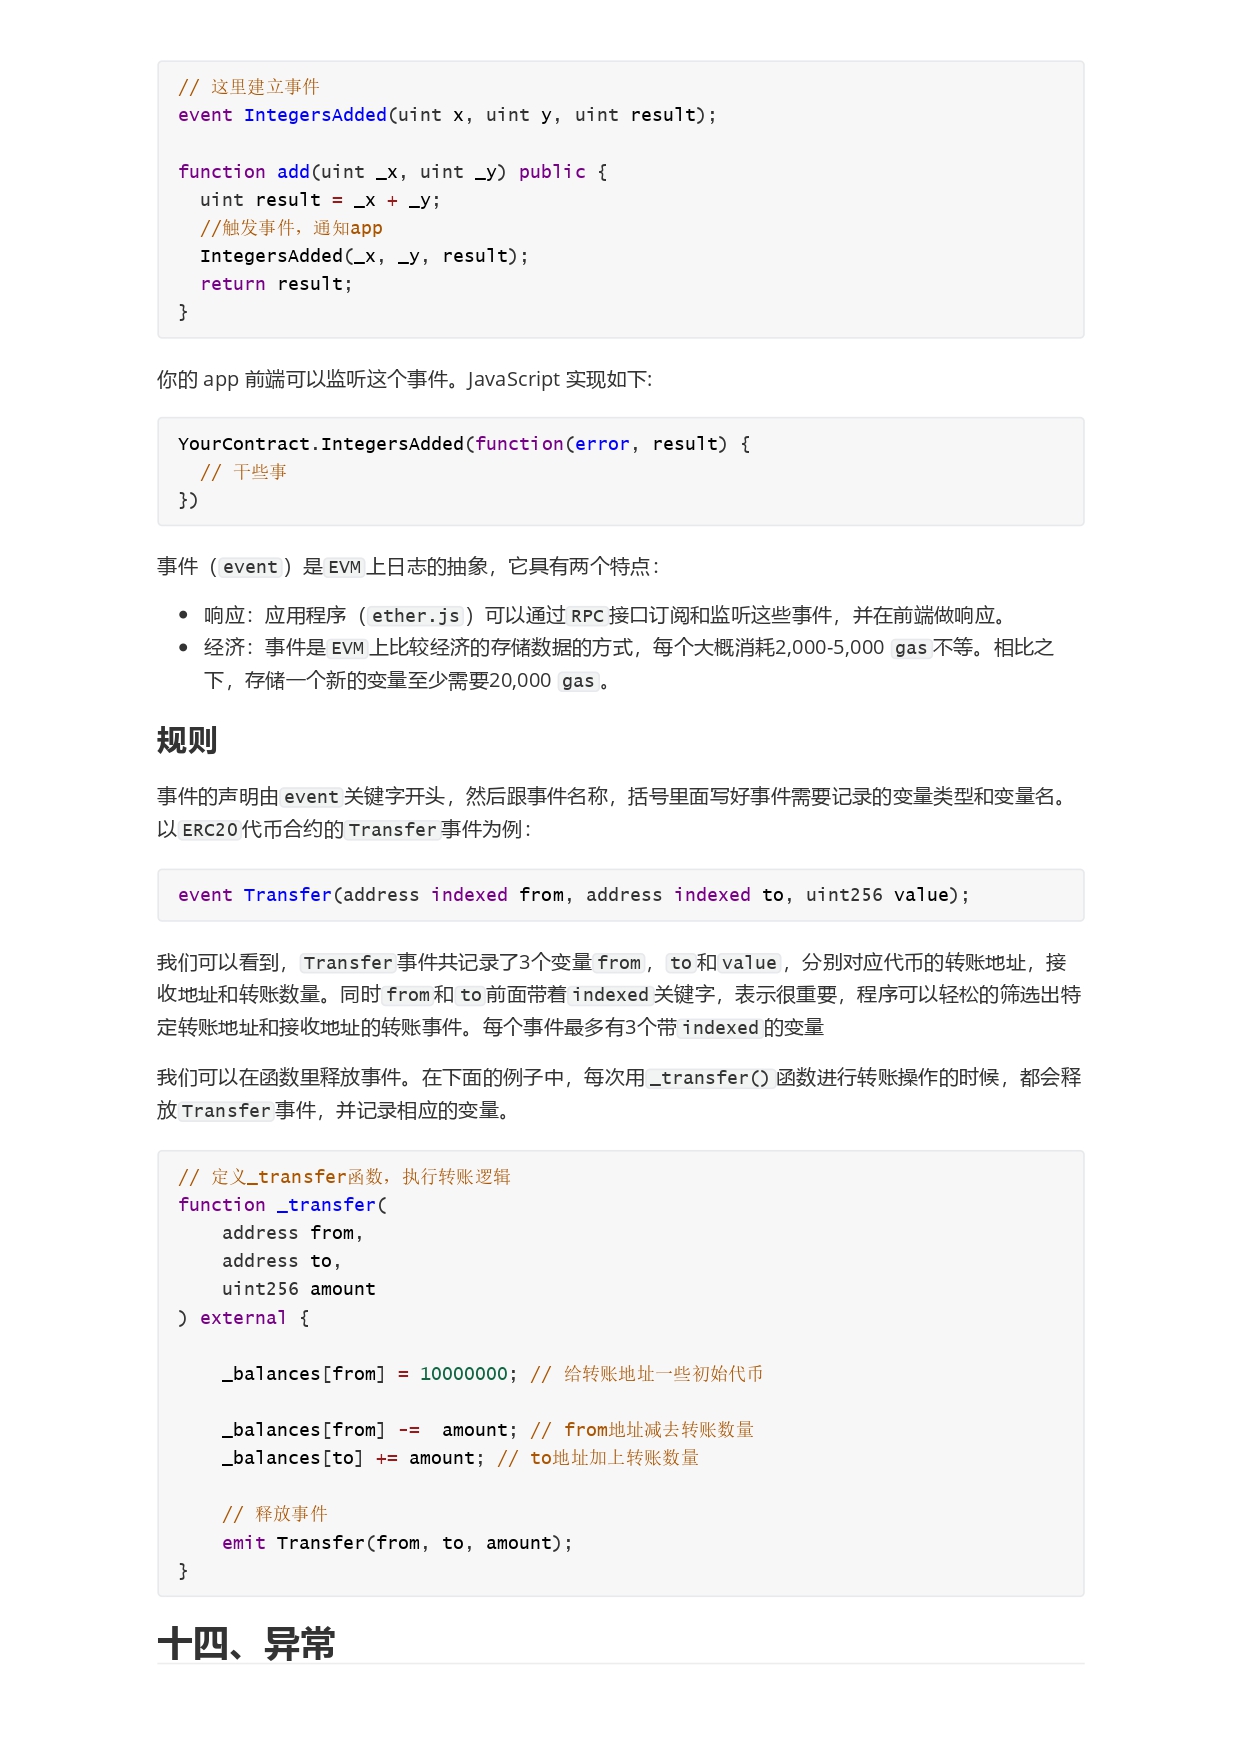 // 这里建立事件
event IntegersAdded(uint x, uint y, uint result);
function add(uint _x, uint _y) public {
  uint result = _x + _y;
  //触发事件，通知app
  IntegersAdded(_x, _y, result);
  return result;
}
你的 app 前端可以监听这个事件。JavaScript 实现如下:
YourContract.IntegersAdded(function(error, result) {
  // 干些事
})
事件（event）是EVM上日志的抽象，它具有两个特点：
• 响应：应用程序（ether.js）可以通过RPC接口订阅和监听这些事件，并在前端做响应。
• 经济：事件是EVM上比较经济的存储数据的方式，每个大概消耗2,000-5,000 gas不等。相比之
下，存储一个新的变量至少需要20,000 gas。
规则
事件的声明由event关键字开头，然后跟事件名称，括号里面写好事件需要记录的变量类型和变量名。
以ERC20代币合约的Transfer事件为例：
event Transfer(address indexed from, address indexed to, uint256 value);
我们可以看到，Transfer事件共记录了3个变量from，to和value，分别对应代币的转账地址，接
收地址和转账数量。同时from和to前面带着indexed关键字，表示很重要，程序可以轻松的筛选出特
定转账地址和接收地址的转账事件。每个事件最多有3个带indexed的变量
我们可以在函数里释放事件。在下面的例子中，每次用_transfer()函数进行转账操作的时候，都会释
放Transfer事件，并记录相应的变量。
// 定义_transfer函数，执行转账逻辑
function _transfer(
    address from,
    address to,
    uint256 amount
) external {
    _balances[from] = 10000000; // 给转账地址一些初始代币
    _balances[from] -=  amount; // from地址减去转账数量
    _balances[to] += amount; // to地址加上转账数量
    // 释放事件
    emit Transfer(from, to, amount);
}
十四、异常